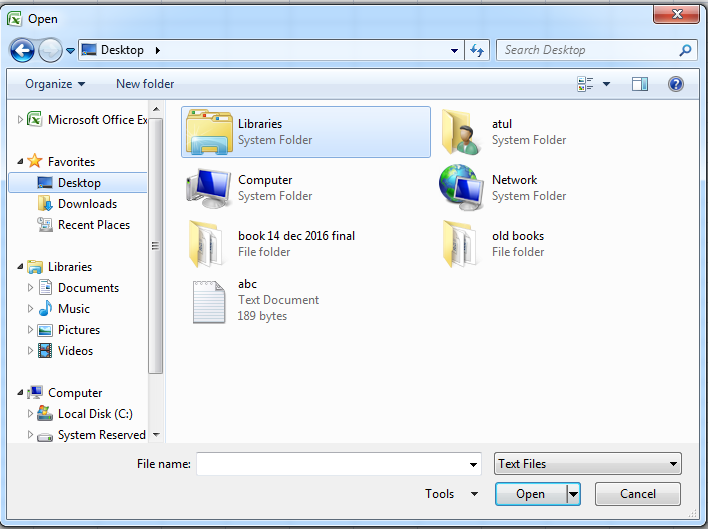 Open
Desktop
Search Desktop
Organize
New folder
Microsoft Office Ex
Favorites
Desktop
Downloads
Recent Places
Libraries
Documents
Music
Pictures
Videos
Computer
Local Disk (C:)
System Reserved
Libraries
System Folder
atul
System Folder
Computer
System Folder
Network
System Folder
book 14 dec 2016 final
File folder
old books
File folder
abc
Text Document
189 bytes
File name:
Text Files
Tools
Open
Cancel